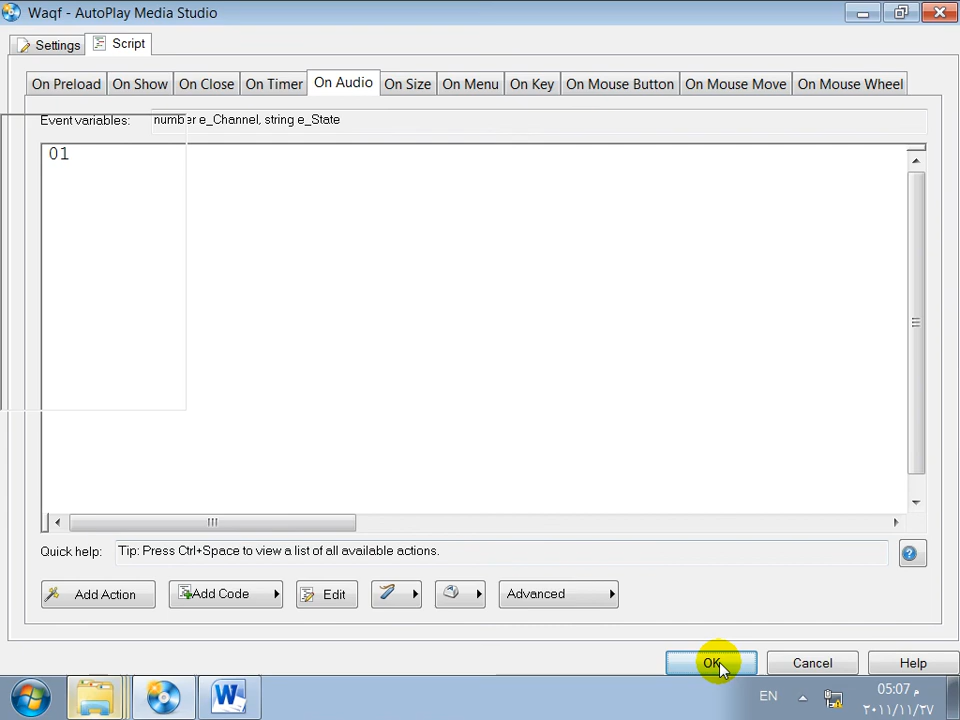 Waqf - AutoPlay Media Studio
Settings Script
On Preload On Show On Close On Timer On Audio On Size On Menu On Key On Mouse Button On Mouse Move On Mouse Wheel
Event variables: number e_Channel, string e_State
01
Quick help: Tip: Press Ctrl+Space to view a list of all available actions.
Add Action Add Code Edit Advanced
OK Cancel Help
EN م 05:07
٢٠١١/١١/٢٧